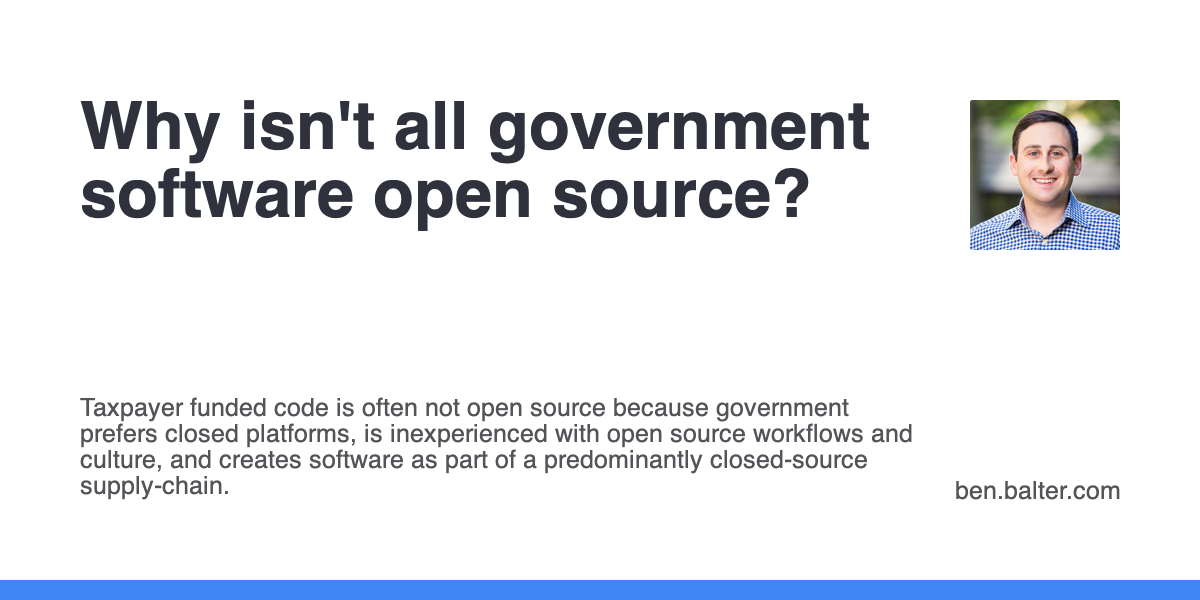 Why isn't all government
software open source?
Taxpayer funded code is often not open source because government
prefers closed platforms, is inexperienced with open source workflows and
culture, and creates software as part of a predominantly closed-source
supply-chain.
ben.balter.com